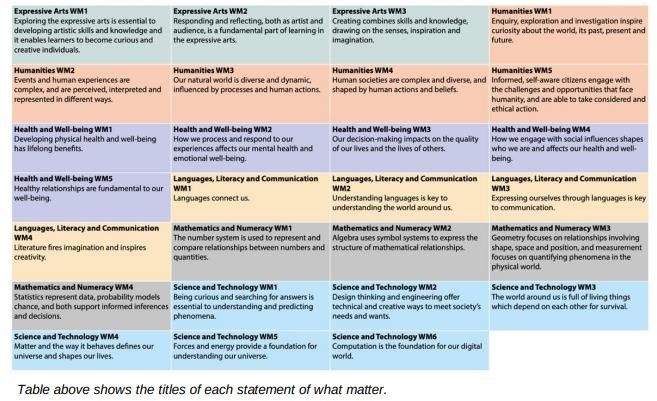 Expressive Arts WM1
Exploring the expressive arts is essential to
developing artistic skills and knowledge and
it enables learners to become curious and
creative individuals.
Expressive Arts WM2
Responding and reflecting, both as artist and
audience, is a fundamental part of learning in
the expressive arts.
Expressive Arts WM3
Creating combines skills and knowledge,
drawing on the senses, inspiration and
imagination.
Humanities WM1
Enquiry, exploration and investigation inspire
curiosity about the world, its past, present and
future.
Humanities WM2
Events and human experiences are
complex, and are perceived, interpreted and
represented in different ways.
Humanities WM3
Our natural world is diverse and dynamic,
influenced by processes and human actions.
Humanities WM4
Human societies are complex and diverse, and
shaped by human actions and beliefs.
Humanities WM5
Informed, self-aware citizens engage with
the challenges and opportunities that face
humanity, and are able to take considered and
ethical action.
Health and Well-being WM1
Developing physical health and well-being
has lifelong benefits.
Health and Well-being WM2
How we process and respond to our
experiences affects our mental health and
emotional well-being.
Health and Well-being WM3
Our decision-making impacts on the quality
of our lives and the lives of others.
Health and Well-being WM4
How we engage with social influences shapes
who we are and affects our health and well-
being.
Health and Well-being WM5
Healthy relationships are fundamental to our
well-being.
Languages, Literacy and Communication
WM1
Languages connect us.
Languages, Literacy and Communication
WM2
Understanding languages is key to
understanding the world around us.
Languages, Literacy and Communication
WM3
Expressing ourselves through languages is key
to communication.
Languages, Literacy and Communication
WM4
Literature fires imagination and inspires
creativity.
Mathematics and Numeracy WM1
The number system is used to represent and
compare relationships between numbers and
quantities.
Mathematics and Numeracy WM2
Algebra uses symbol systems to express the
structure of mathematical relationships.
Mathematics and Numeracy WM3
Geometry focuses on relationships involving
shape, space and position, and measurement
focuses on quantifying phenomena in the
physical world.
Mathematics and Numeracy WM4
Statistics represent data, probability models
chance, and both support informed inferences
and decisions.
Science and Technology WM1
Being curious and searching for answers is
essential to understanding and predicting
phenomena.
Science and Technology WM2
Design thinking and engineering offer
technical and creative ways to meet society's
needs and wants.
Science and Technology WM3
The world around us is full of living things
which depend on each other for survival.
Science and Technology WM4
Matter and the way it behaves defines our
universe and shapes our lives.
Science and Technology WM5
Forces and energy provide a foundation for
understanding our universe.
Science and Technology WM6
Computation is the foundation for our digital
world.
Table above shows the titles of each statement of what matter.